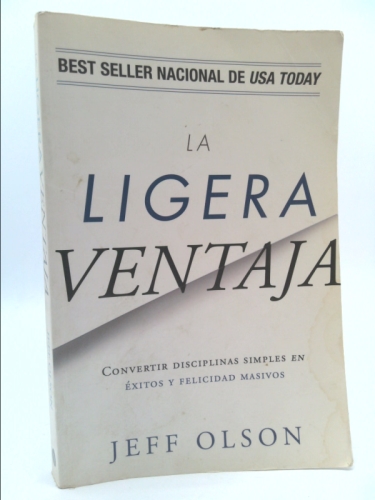 BEST SELLER NACIONAL DE USA TODAY
LA
LIGERA
VENTAJA
CONVERTIR DISCIPLINAS SIMPLES EN
ÉXITOS Y FELICIDAD MASIVOS
JEFF OLSON